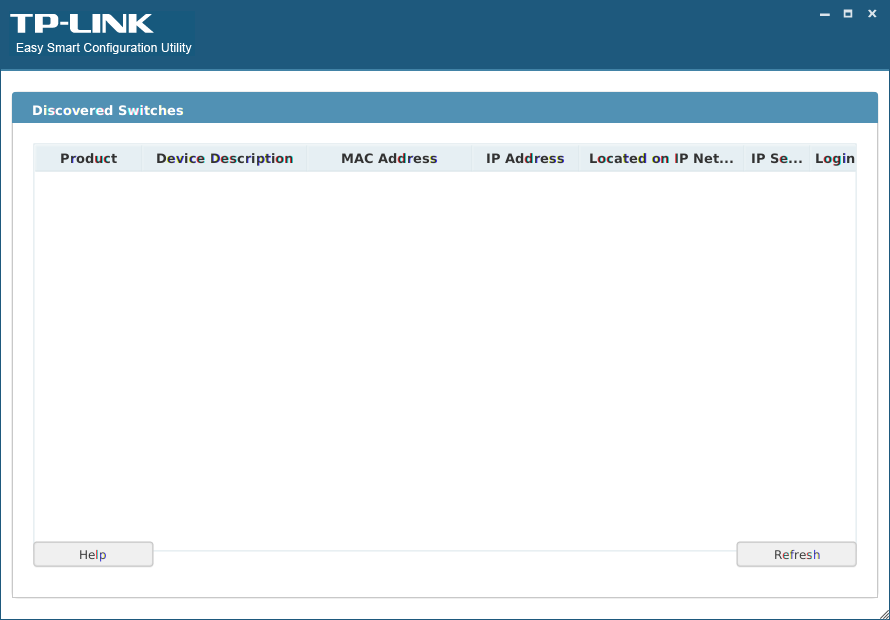 TP-LINK
Easy Smart Configuration Utility
Discovered Switches
Product Device Description MAC Address IP Address Located on IP Net... IP Se... Login
Help Refresh